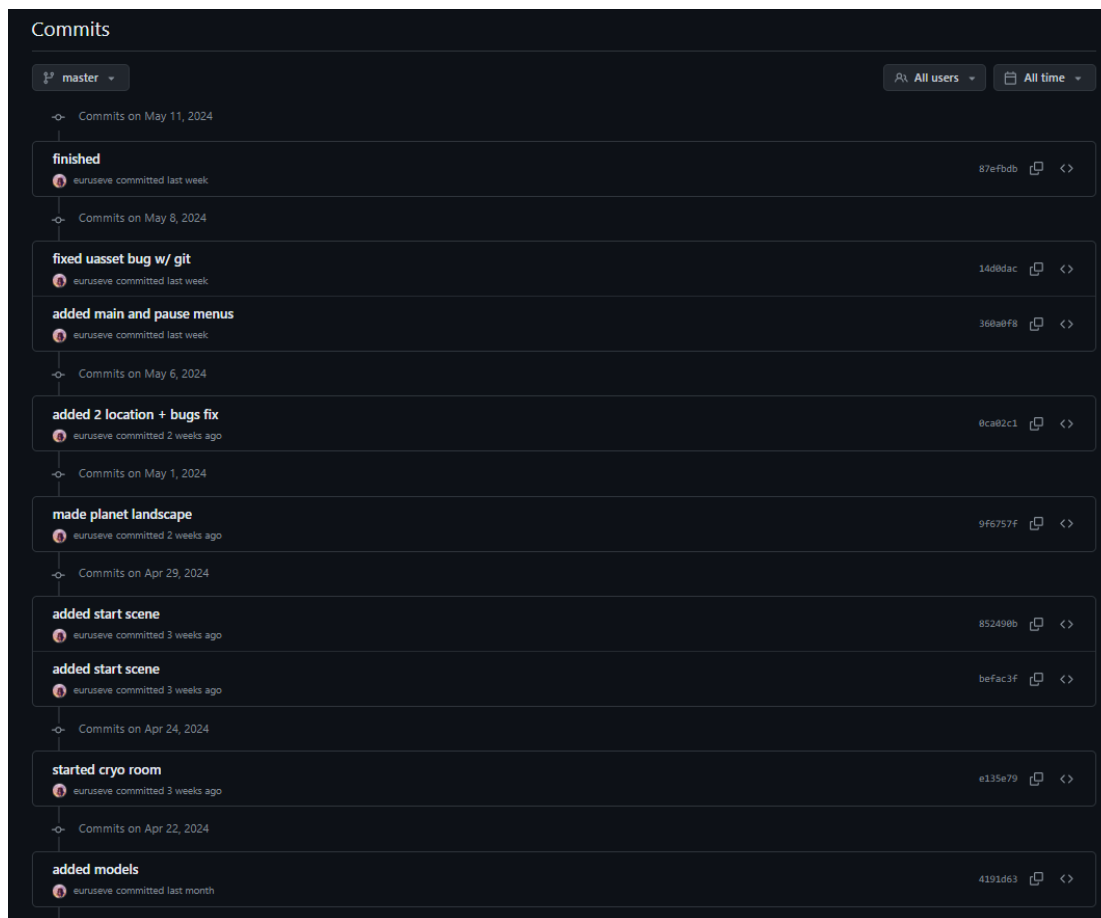 Commits
master
All users
All time
Commits on May 11, 2024
finished
87efbdb
euruseve committed last week
Commits on May 8, 2024
fixed uasset bug w/ git
14d0dac
euruseve committed last week
added main and pause menus
360a0f8
euruseve committed last week
Commits on May 6, 2024
added 2 location + bugs fix
0ca02c1
euruseve committed 2 weeks ago
Commits on May 1, 2024
made planet landscape
9f6757f
euruseve committed 2 weeks ago
Commits on Apr 29, 2024
added start scene
852490b
euruseve committed 3 weeks ago
added start scene
befac3f
euruseve committed 3 weeks ago
Commits on Apr 24, 2024
started cryo room
e135e79
euruseve committed 3 weeks ago
Commits on Apr 22, 2024
added models
4191d63
euruseve committed last month